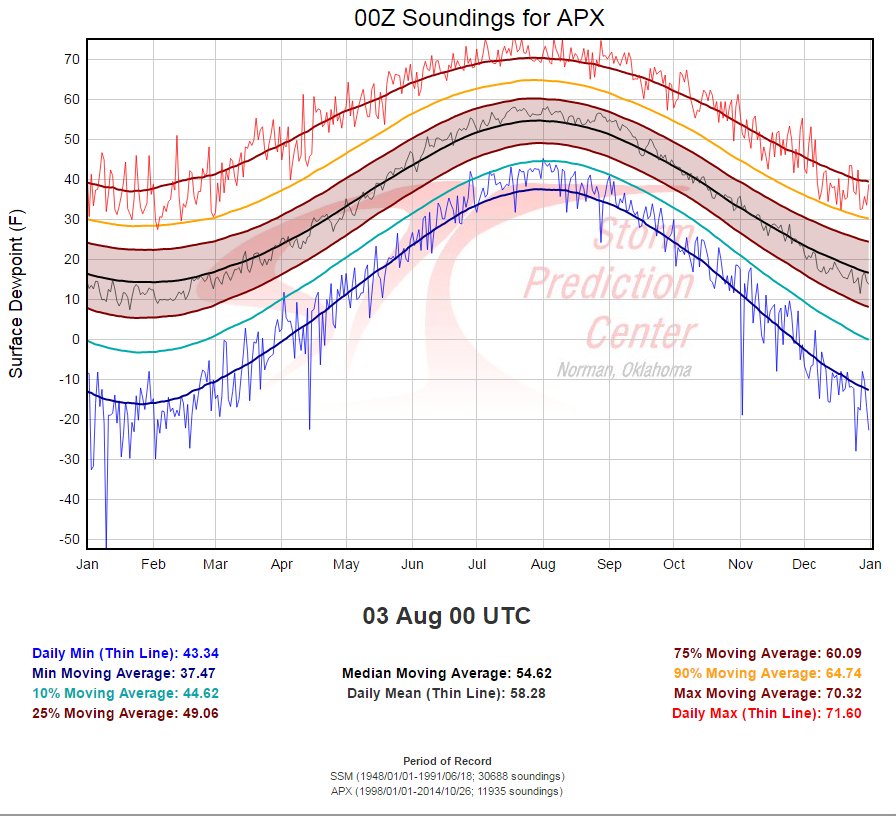 00Z Soundings for APX
Surface Dewpoint (F)
70
60
50
40
30
20
10
0
-10
-20
-30
-40
-50
Storm
Prediction
Center
Norman, Oklahoma
Jan Feb Mar Apr May Jun Jul Aug Sep Oct Nov Dec Jan
03 Aug 00 UTC
Daily Min (Thin Line): 43.34
Min Moving Average: 37.47
10% Moving Average: 44.62
25% Moving Average: 49.06
Median Moving Average: 54.62
Daily Mean (Thin Line): 58.28
75% Moving Average: 60.09
90% Moving Average: 64.74
Max Moving Average: 70.32
Daily Max (Thin Line): 71.60
Period of Record
SSM (1948/01/01-1991/06/18; 30688 soundings)
APX (1998/01/01-2014/10/26; 11935 soundings)